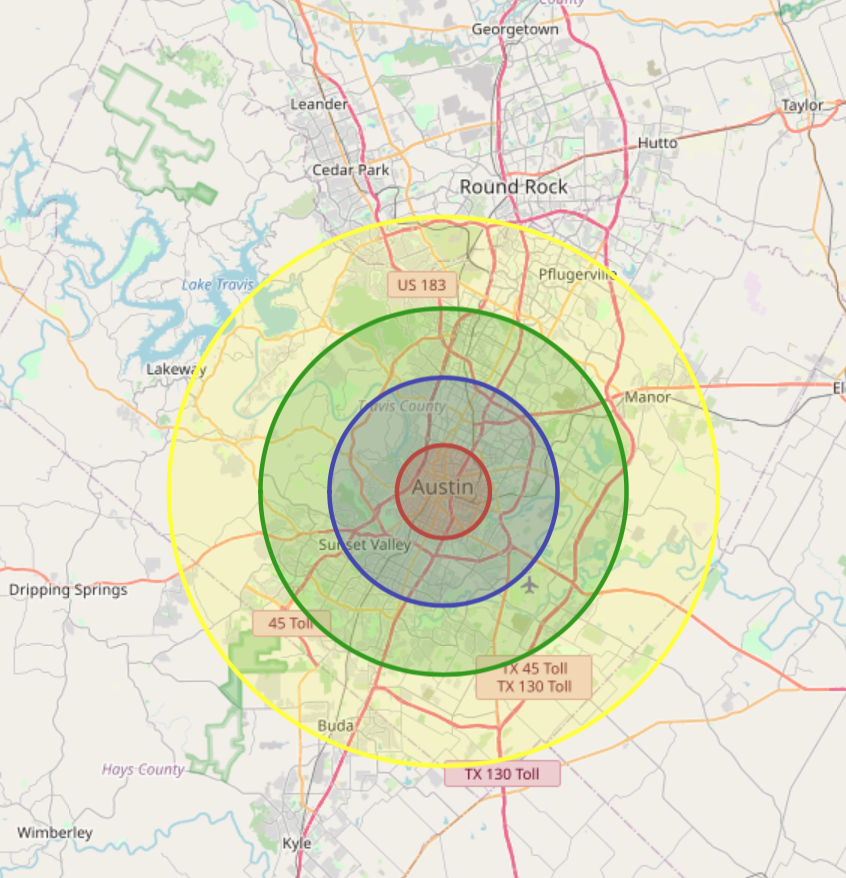 County
Georgetown
Leander
Taylor
Hutto
Cedar Park
Round Rock
Pflugerville
Lake Travis
US 183
Lakeway
El
Manor
Travis County
Austin
Sunset Valley
Dripping Springs
45 Toll
TX 45 Toll
TX 130 Toll
Buda
Hays County
TX 130 Toll
Wimberley
Kyle